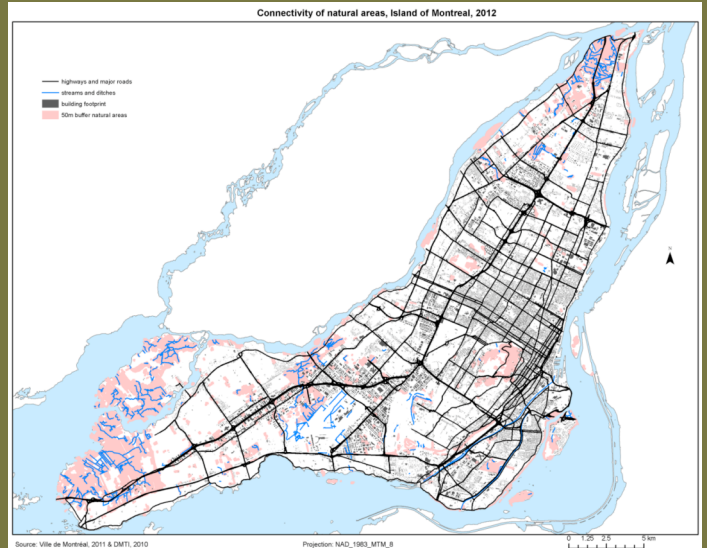 Connectivity of natural areas, Island of Montreal, 2012
highways and major roads
streams and ditches
building footprint
50m buffer natural areas
N
0 1.25 2.5 5 km
Source: Ville de Montréal, 2011 & DMTI, 2010
Projection: NAD_1983_MTM_8